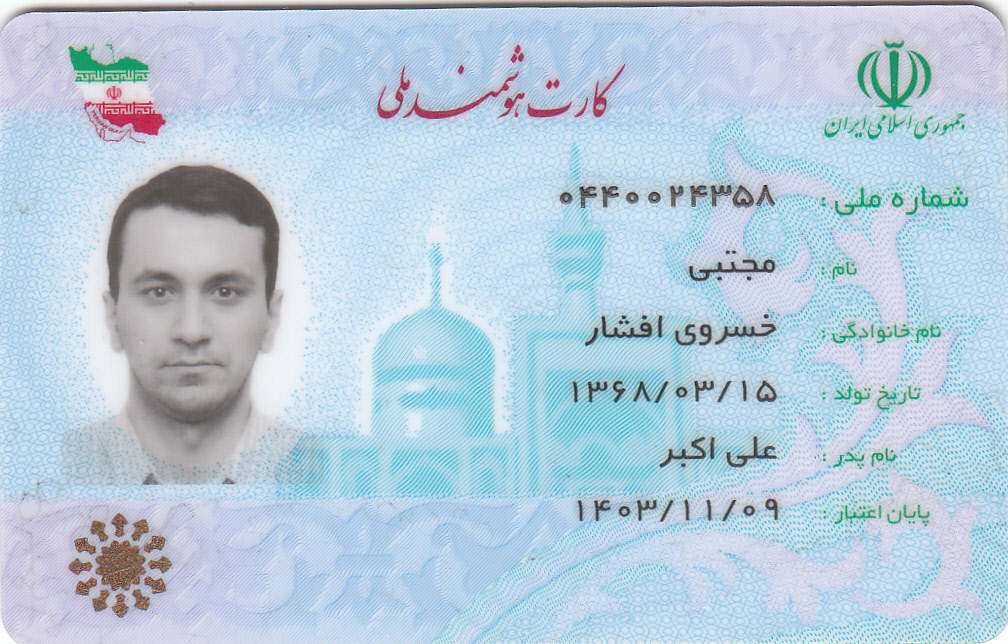 کارت هوشمند ملی
جمهوری اسلامی ایران
شماره ملی : ۰۴۴۰۰۲۴۳۵۸
نام : مجتبی
نام خانوادگی : خسروی افشار
تاریخ تولد : ۱۳۶۸/۰۳/۱۵
نام پدر : علی اکبر
پایان اعتبار : ۱۴۰۳/۱۱/۰۹